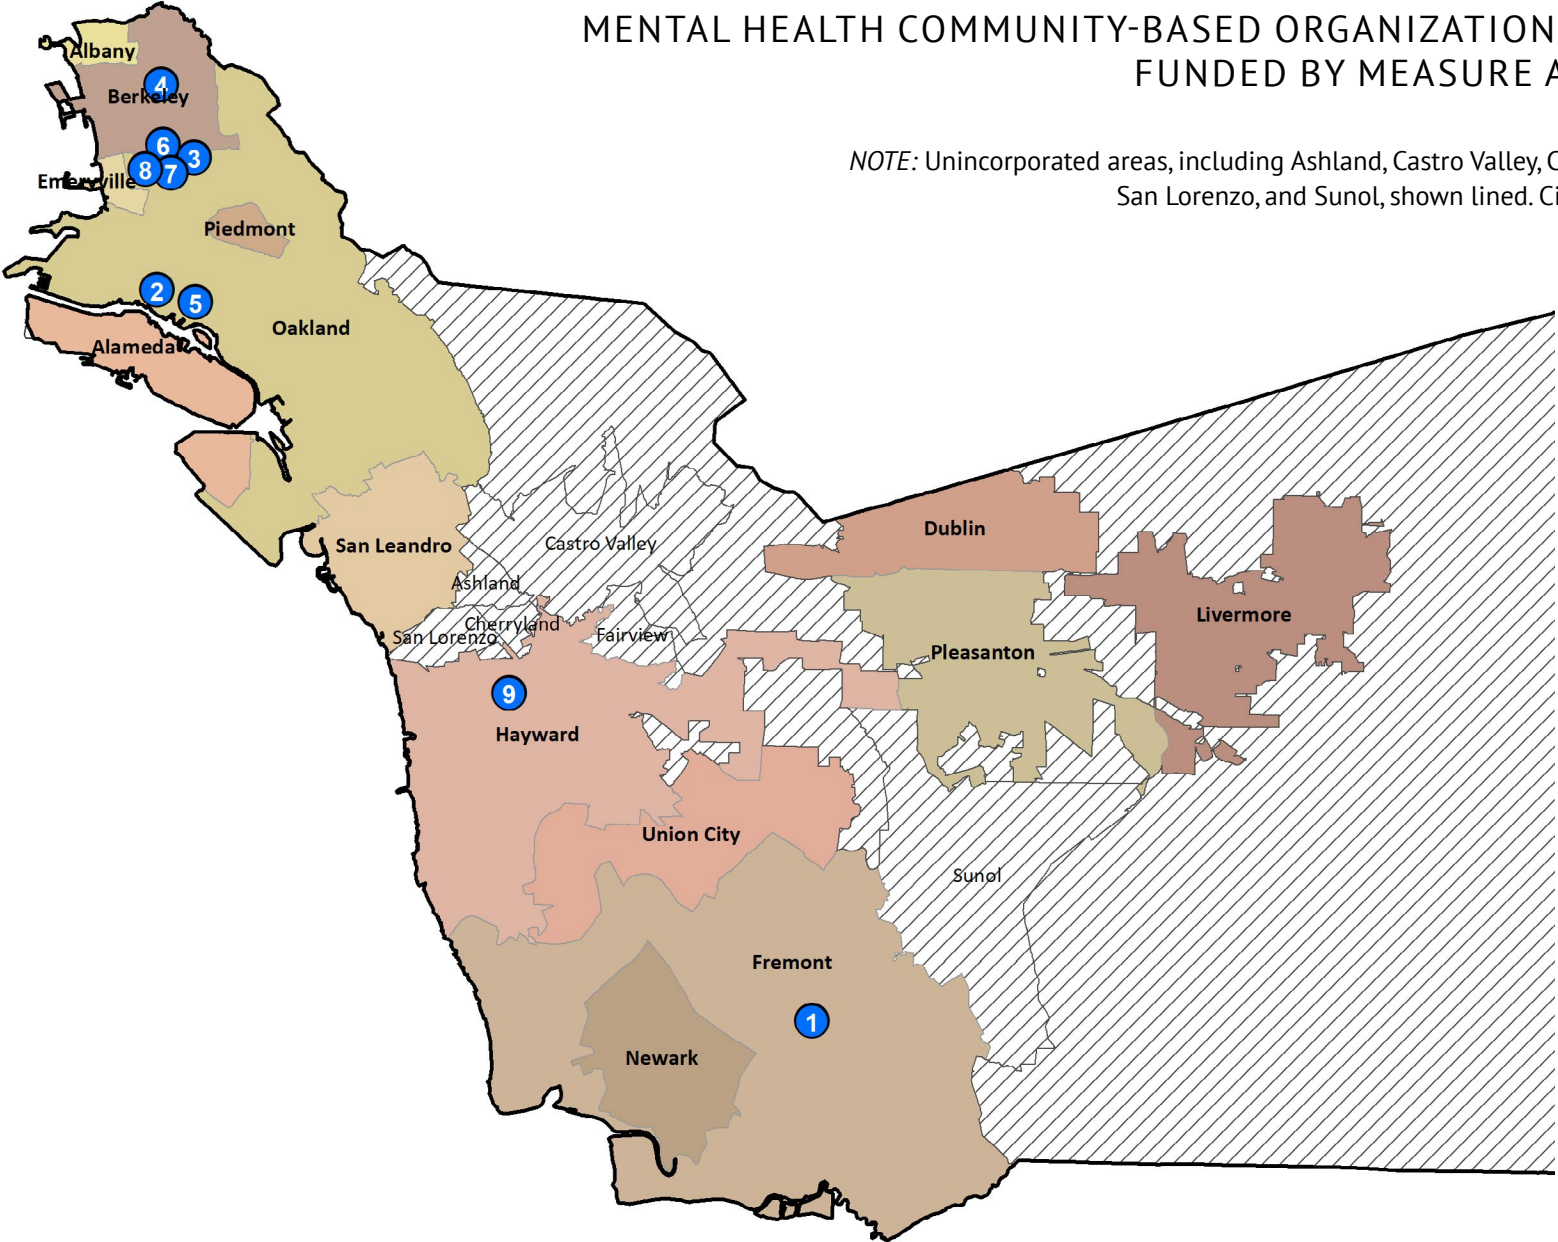 MENTAL HEALTH COMMUNITY-BASED ORGANIZATION
FUNDED BY MEASURE A
NOTE: Unincorporated areas, including Ashland, Castro Valley, C
San Lorenzo, and Sunol, shown lined. Ci
Albany
4
Berkeley
6
3
8
7
Emeryville
Piedmont
2
5
Oakland
Alameda
Dublin
San Leandro
Castro Valley
Ashland
Livermore
Cherryland
San Lorenzo
Fairview
Pleasanton
9
Hayward
Union City
Sunol
Fremont
1
Newark